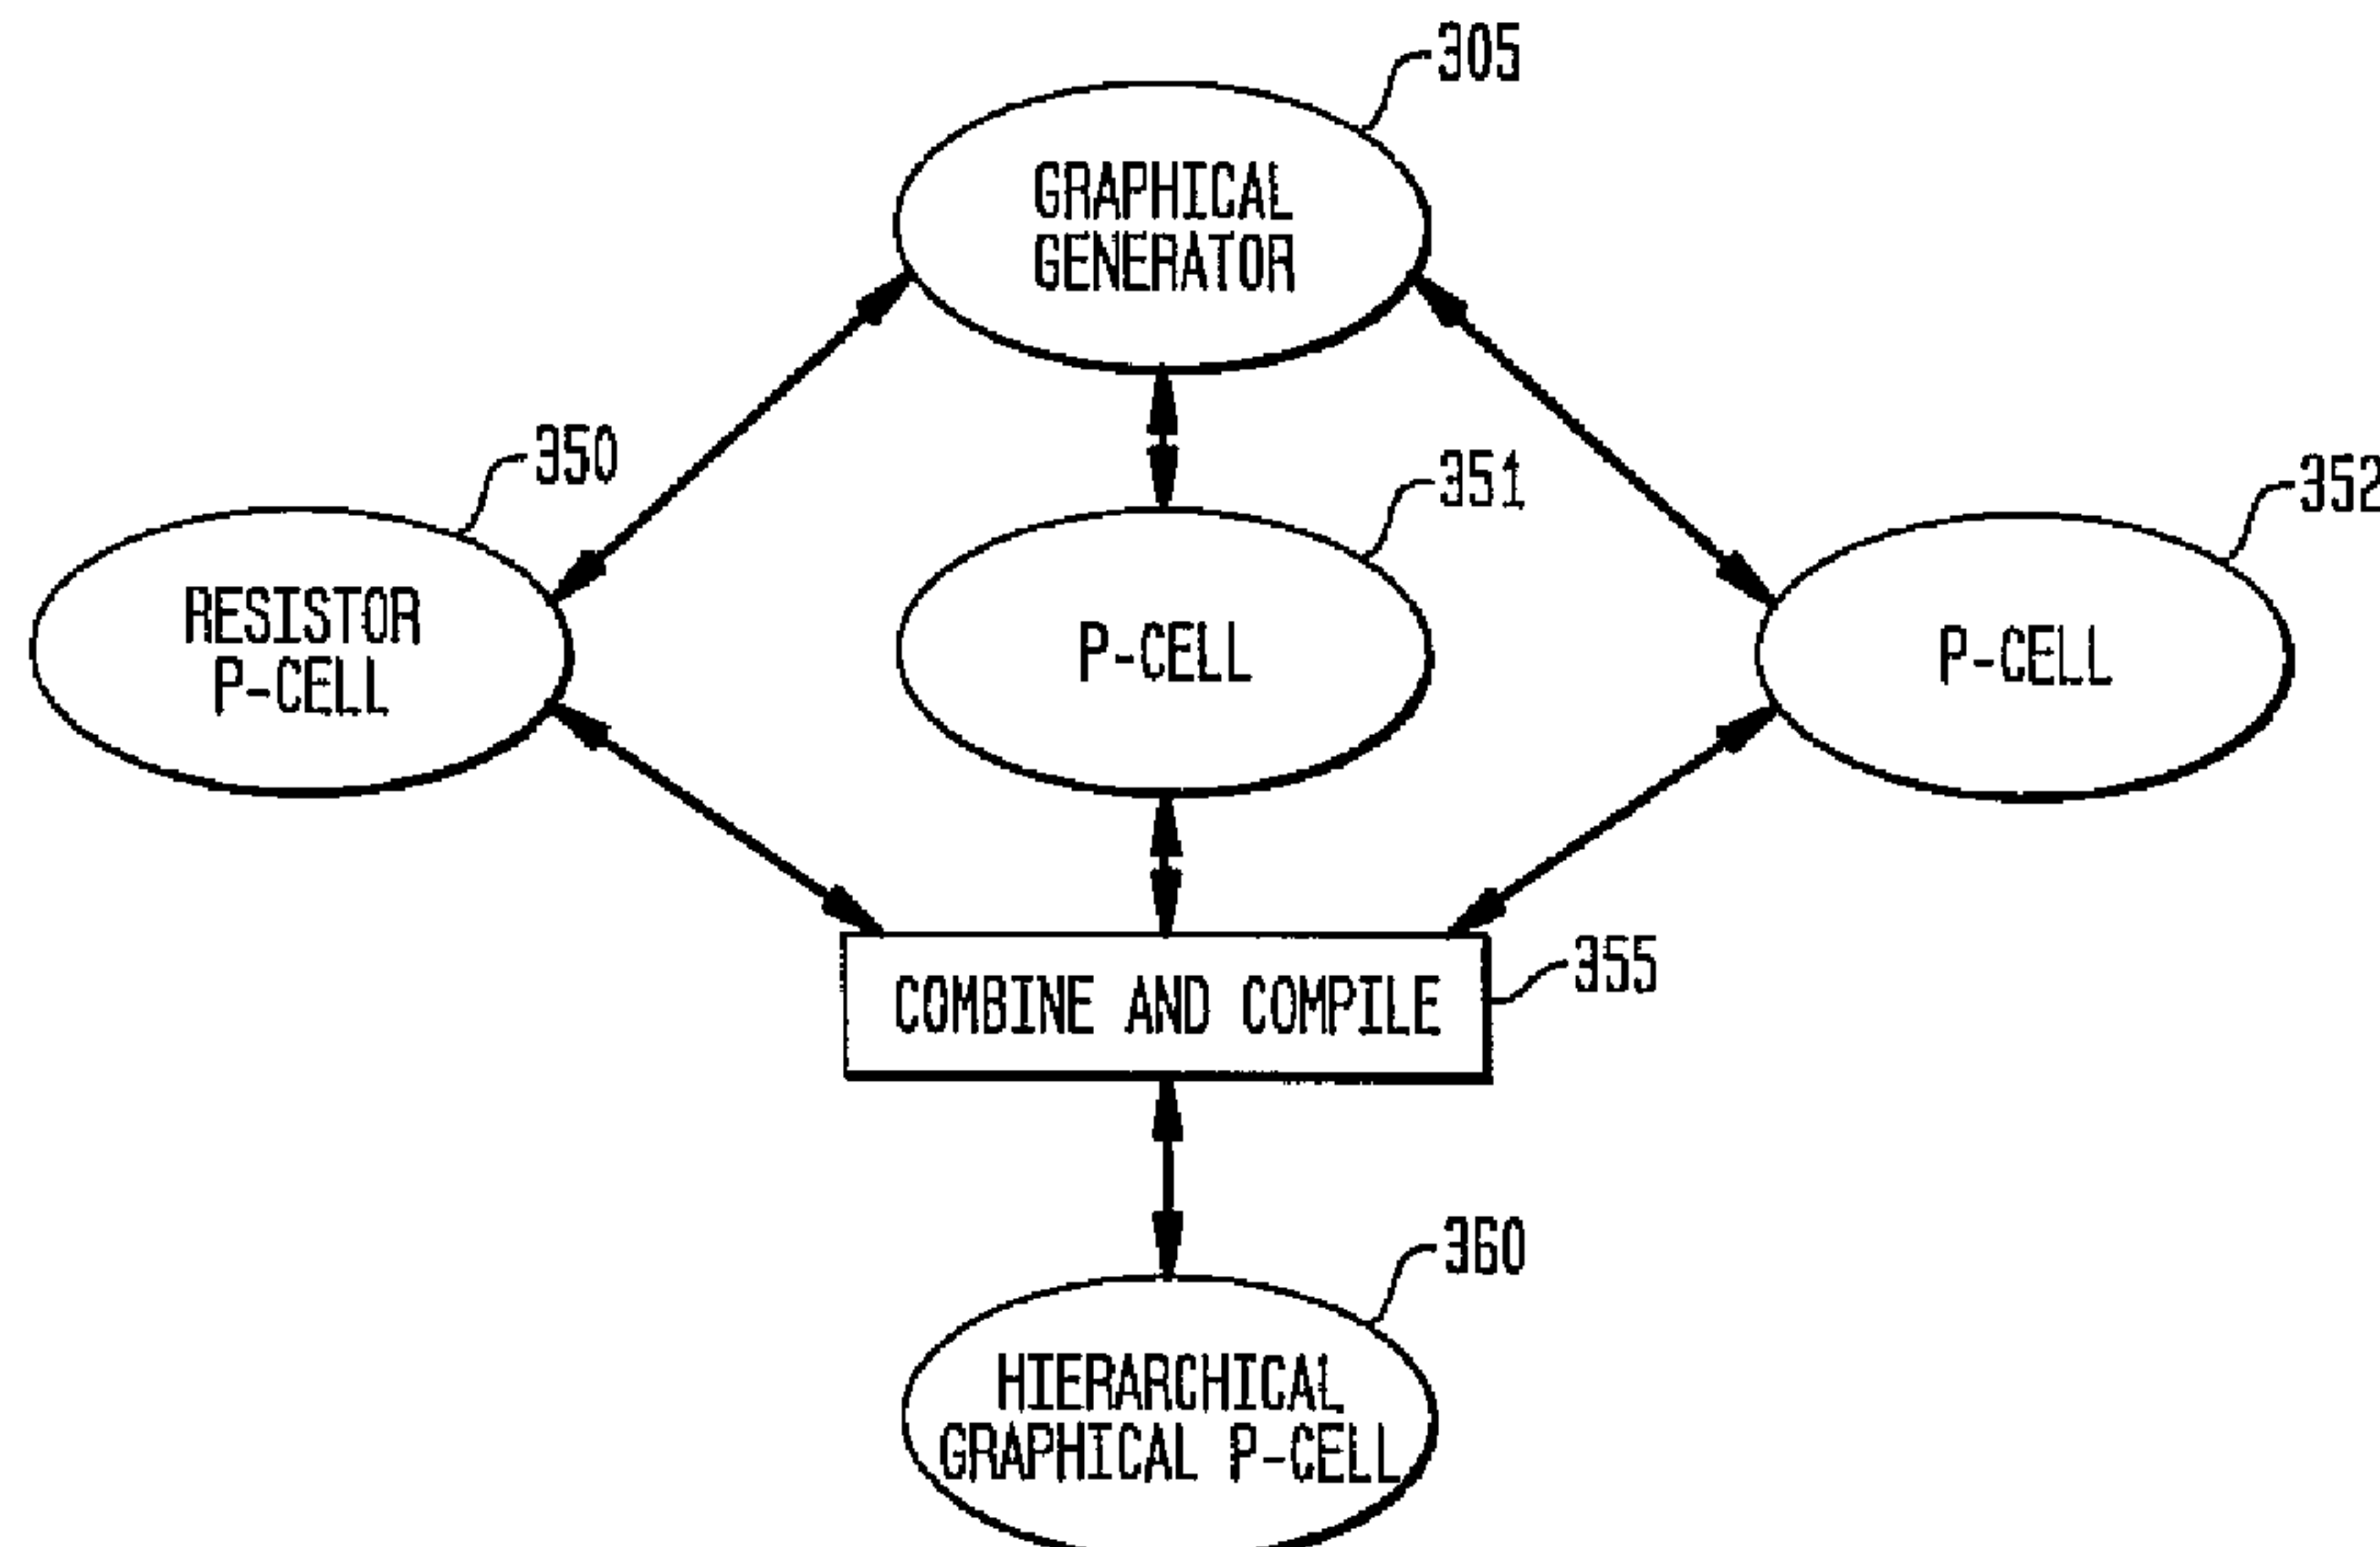 305
GRAPHICAL
GENERATOR
350
351
352
RESISTOR
P-CELL
P-CELL
P-CELL
COMBINE AND COMPILE
355
360
HIERARCHICAL
GRAPHICAL P-CELL